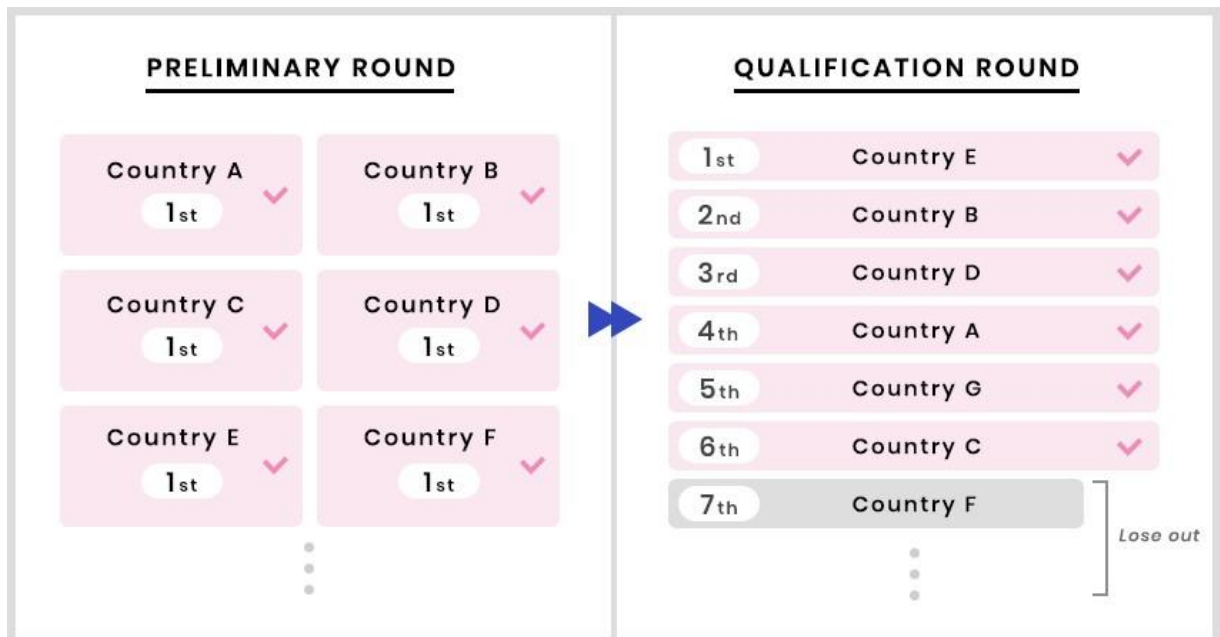 PRELIMINARY ROUND
Country A
1st
Country B
1st
Country C
1st
Country D
1st
Country E
1st
Country F
1st
QUALIFICATION ROUND
1st Country E
2nd Country B
3rd Country D
4th Country A
5th Country G
6th Country C
7th Country F
Lose out